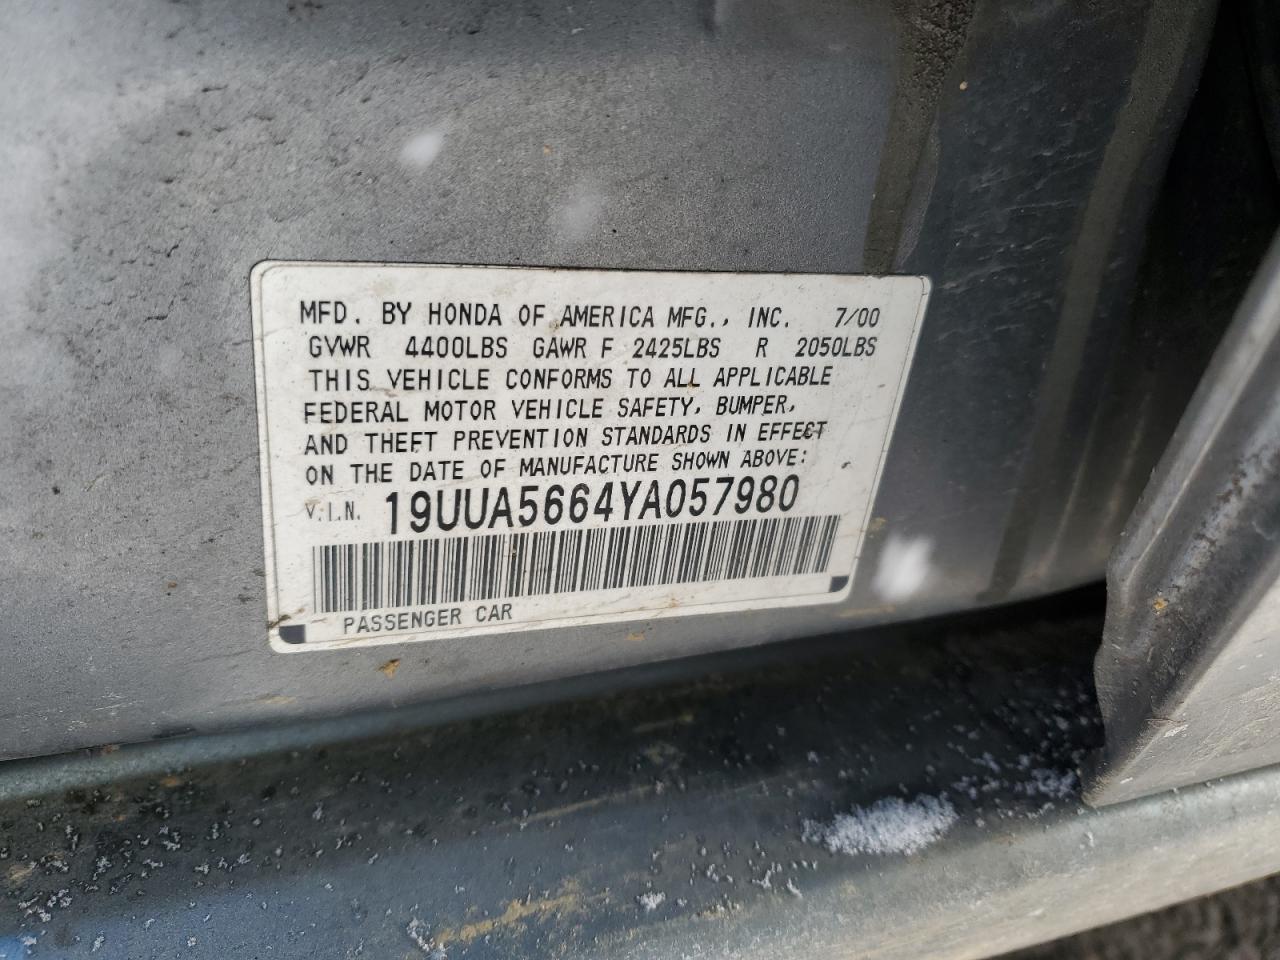 MFD. BY HONDA OF AMERICA MFG., INC. 7/00
GVWR 4400LBS GAWR F 2425LBS R 2050LBS
THIS VEHICLE CONFORMS TO ALL APPLICABLE
FEDERAL MOTOR VEHICLE SAFETY, BUMPER,
AND THEFT PREVENTION STANDARDS IN EFFECT
ON THE DATE OF MANUFACTURE SHOWN ABOVE:
V.I.N. 19UUA5664YA057980
PASSENGER CAR